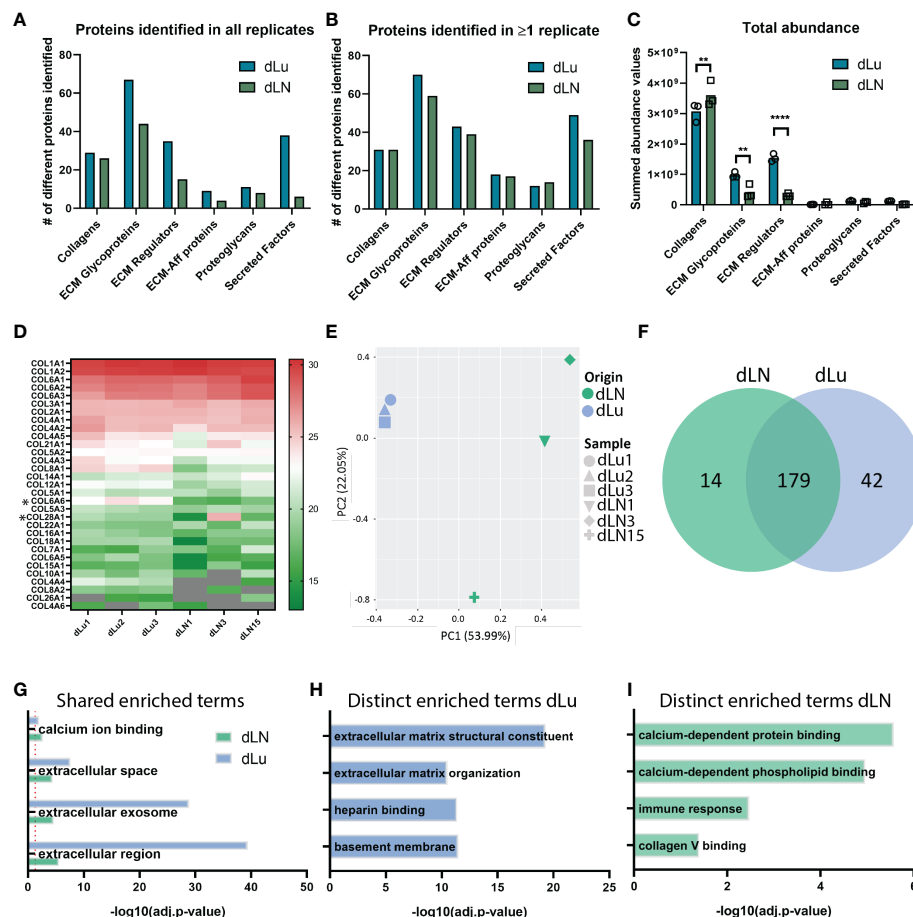 A
Proteins identified in all replicates
# of different proteins identified
80
60
40
20
0
dLu
dLN
Collagens
ECM Glycoproteins
ECM Regulators
ECM-Aff proteins
Proteoglycans
Secreted Factors
B
Proteins identified in ≥1 replicate
# of different proteins identified
80
60
40
20
0
dLu
dLN
Collagens
ECM Glycoproteins
ECM Regulators
ECM-Aff proteins
Proteoglycans
Secreted Factors
C
Total abundance
Summed abundance values
5×10⁹
4×10⁹
3×10⁹
2×10⁹
1×10⁹
0
**
**
****
dLu
dLN
Collagens
ECM Glycoproteins
ECM Regulators
ECM-Aff proteins
Proteoglycans
Secreted Factors
D
COL1A1
COL1A2
COL6A1
COL6A2
COL6A3
COL3A1
COL2A1
COL4A1
COL4A2
COL4A5
COL21A1
COL5A2
COL4A3
COL8A1
COL14A1
COL12A1
COL5A1
* COL6A6
COL5A3
* COL28A1
COL22A1
COL16A1
COL18A1
COL7A1
COL6A5
COL15A1
COL10A1
COL4A4
COL8A2
COL26A1
COL4A6
dLu1
dLu2
dLu3
dLN1
dLN3
dLN15
30
25
20
15
E
PC2 (22.05%)
0.4
0.0
-0.4
-0.8
-0.4
-0.2
0.0
0.2
0.4
PC1 (53.99%)
Origin
dLN
dLu
Sample
dLu1
dLu2
dLu3
dLN1
dLN3
dLN15
F
dLN
dLu
14
179
42
G
Shared enriched terms
calcium ion binding
extracellular space
extracellular exosome
extracellular region
dLN
dLu
0
10
20
30
40
50
-log10(adj.p-value)
H
Distinct enriched terms dLu
extracellular matrix structural constituent
extracellular matrix organization
heparin binding
basement membrane
0
5
10
15
20
25
-log10(adj.p-value)
I
Distinct enriched terms dLN
calcium-dependent protein binding
calcium-dependent phospholipid binding
immune response
collagen V binding
0
2
4
6
-log10(adj.p-value)